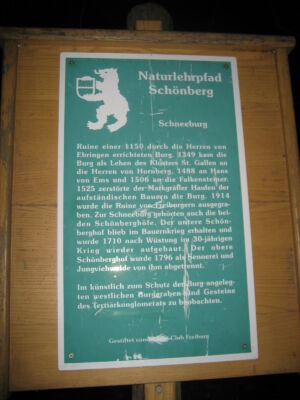 Naturlehrpfad
Schönberg
Schneeburg
Ruine einer 1150 durch die Herren von
Ebringen errichteten Burg. 1349 kam die
Burg als Lehen des Klosters St. Gallen an
die Herren von Hornberg, 1488 an Hans
von Ems und 1506 an die Falkensteiner.
1525 zerstörte der Markgräfler Haufen der
aufständischen Bauern die Burg. 1914
wurde die Ruine von Freiburgern ausgegra-
ben. Zur Schneeburg gehörten auch die bei-
den Schönberghöfe. Der untere Schön-
berghof blieb im Bauernkrieg erhalten und
wurde 1710 nach Wüstung im 30-jährigen
Krieg wieder aufgebaut. Der obere
Schönberghof wurde 1796 als Sennerei und
Jungviehweide von ihm abgetrennt.
Im künstlich zum Schutz der Burg angeleg-
ten westlichen Burggraben sind Gesteine
des Tertiärkonglomerats zu beobachten.
Gestiftet vom Club Freiburg